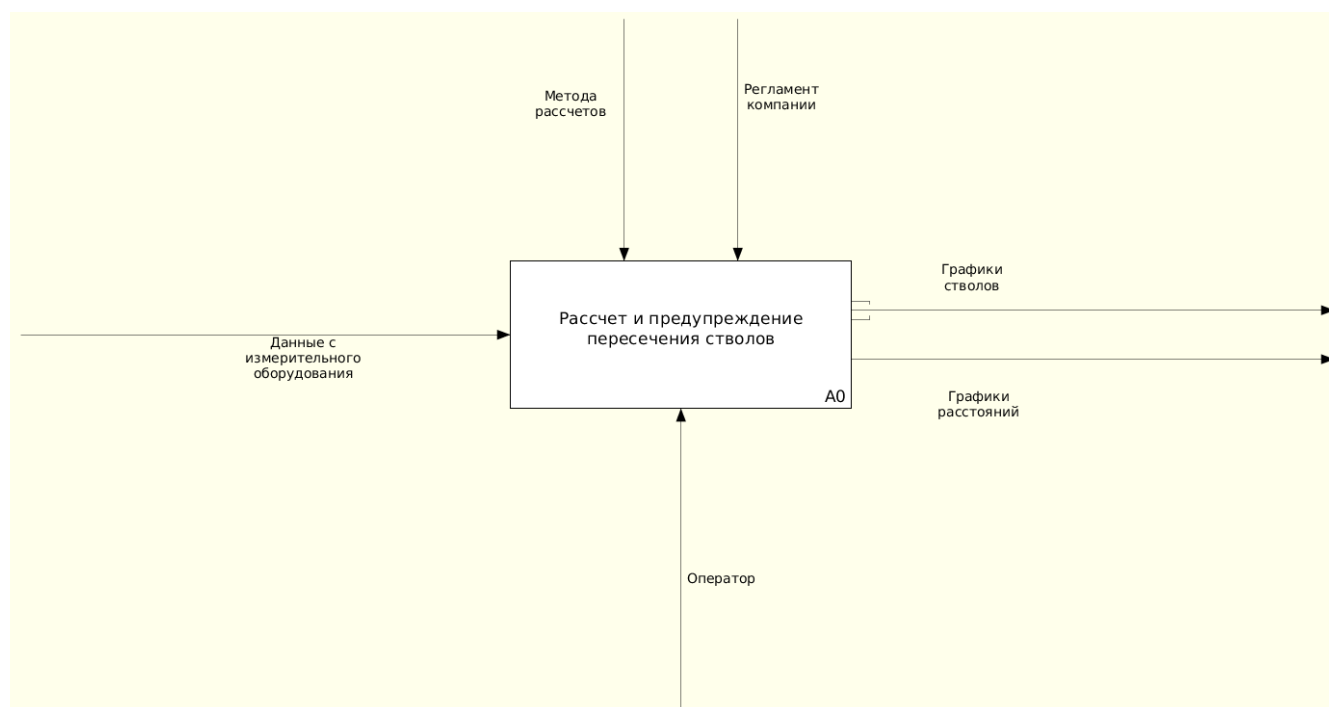 Метода
рассчетов
Регламент
компании
Графики
стволов
Рассчет и предупреждение
пересечения стволов
Данные с
измерительного
оборудования
A0
Графики
расстояний
Оператор